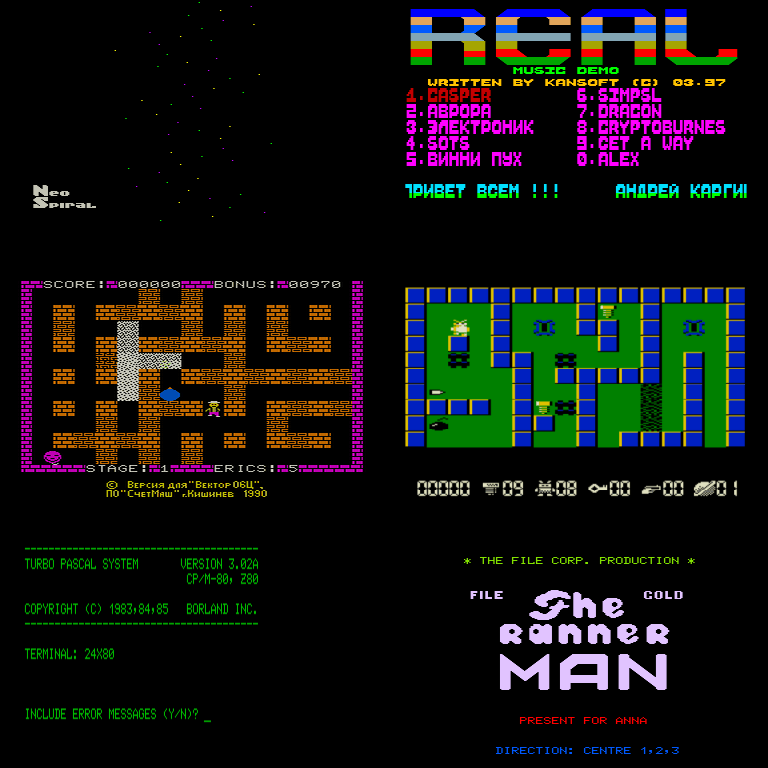 Neo
Spiral
REAL
MUSIC DEMO
WRITTEN BY KANSOFT (C) 03.97
1.CASPER
2.АВРОРА
3.ЭЛЕКТРОНИК
4.SOTS
5.ВИННИ ПУХ
6.SIMPSL
7.DRACON
8.CRYPTOBURNES
9.GET A WAY
0.ALEX
ПРИВЕТ ВСЕМ !!! АНДРЕЙ КАРГИ
SCORE: 000000 BONUS: 00970
STAGE: 1 ERICS: 5
© Версия для "Вектор 06Ц",
ПО"СчетМаш" г.Кишинев 1990
00000 09 08 00 00 01
TURBO PASCAL SYSTEM VERSION 3.02A
CP/M-80, Z80
COPYRIGHT (C) 1983,84,85 BORLAND INC.
TERMINAL: 24X80
INCLUDE ERROR MESSAGES (Y/N)? _
* THE FILE CORP. PRODUCTION *
FILE GOLD
The
ranner
MAN
PRESENT FOR ANNA
DIRECTION: CENTRE 1,2,3